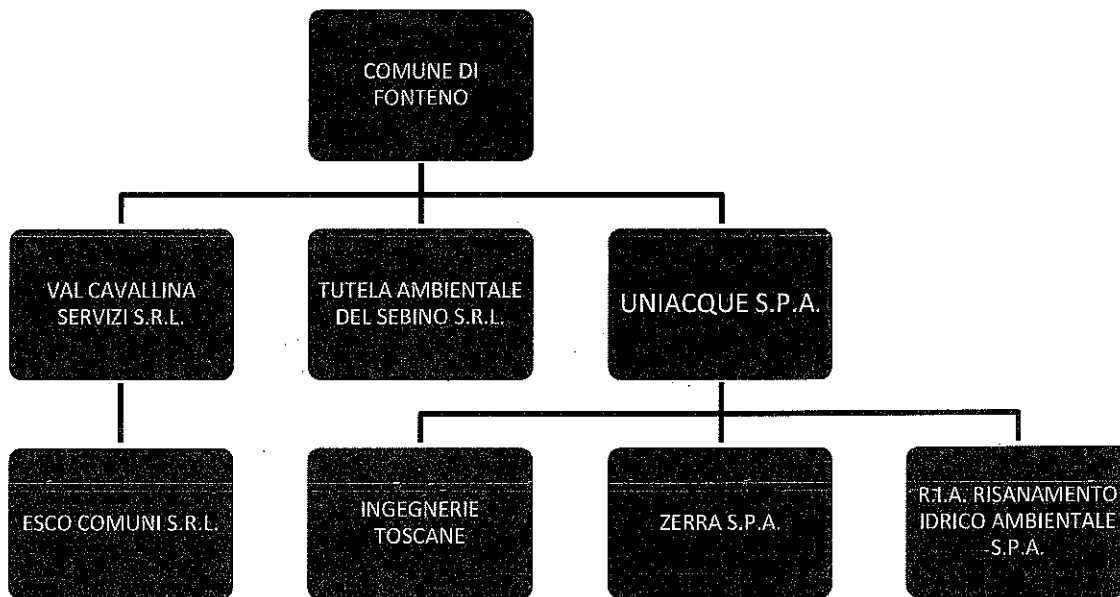 COMUNE DI
FONTENO
VAL CAVALLINA
SERVIZI S.R.L.
TUTELA AMBIENTALE
DEL SEBINO S.R.L.
UNIACQUE S.P.A.
ESCO COMUNI S.R.L.
INGEGNERIE
TOSCANE
ZERRA S.P.A.
R.I.A. RISANAMENTO
IDRICO AMBIENTALE
S.P.A.